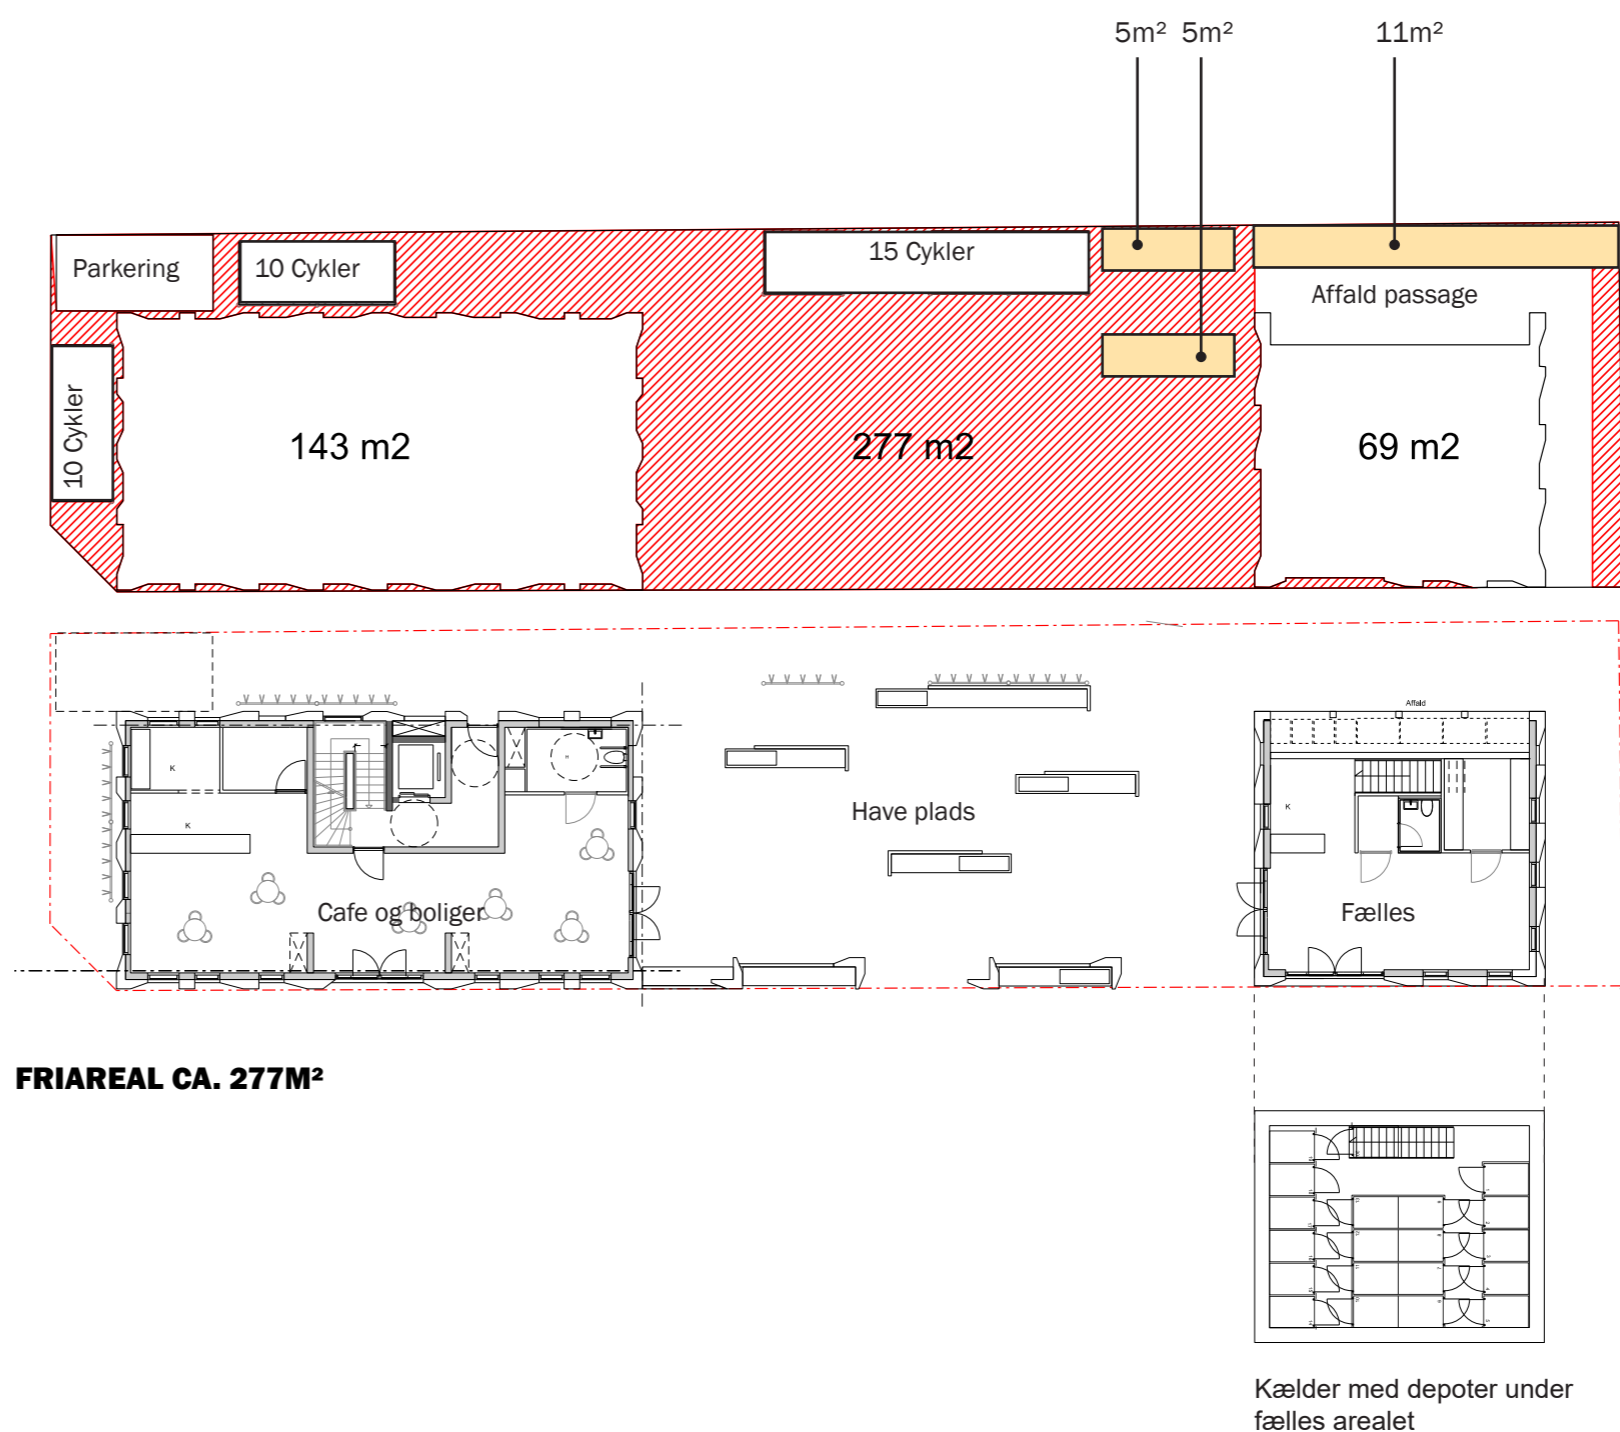 5m² 5m² 11m²
Parkering
10 Cykler
15 Cykler
Affald passage
10 Cykler
143 m2
277 m2
69 m2
Affald
K
K
K
Have plads
Cafe og boliger
Fælles
FRIAREAL CA. 277M²
Kælder med depoter under
fælles arealet